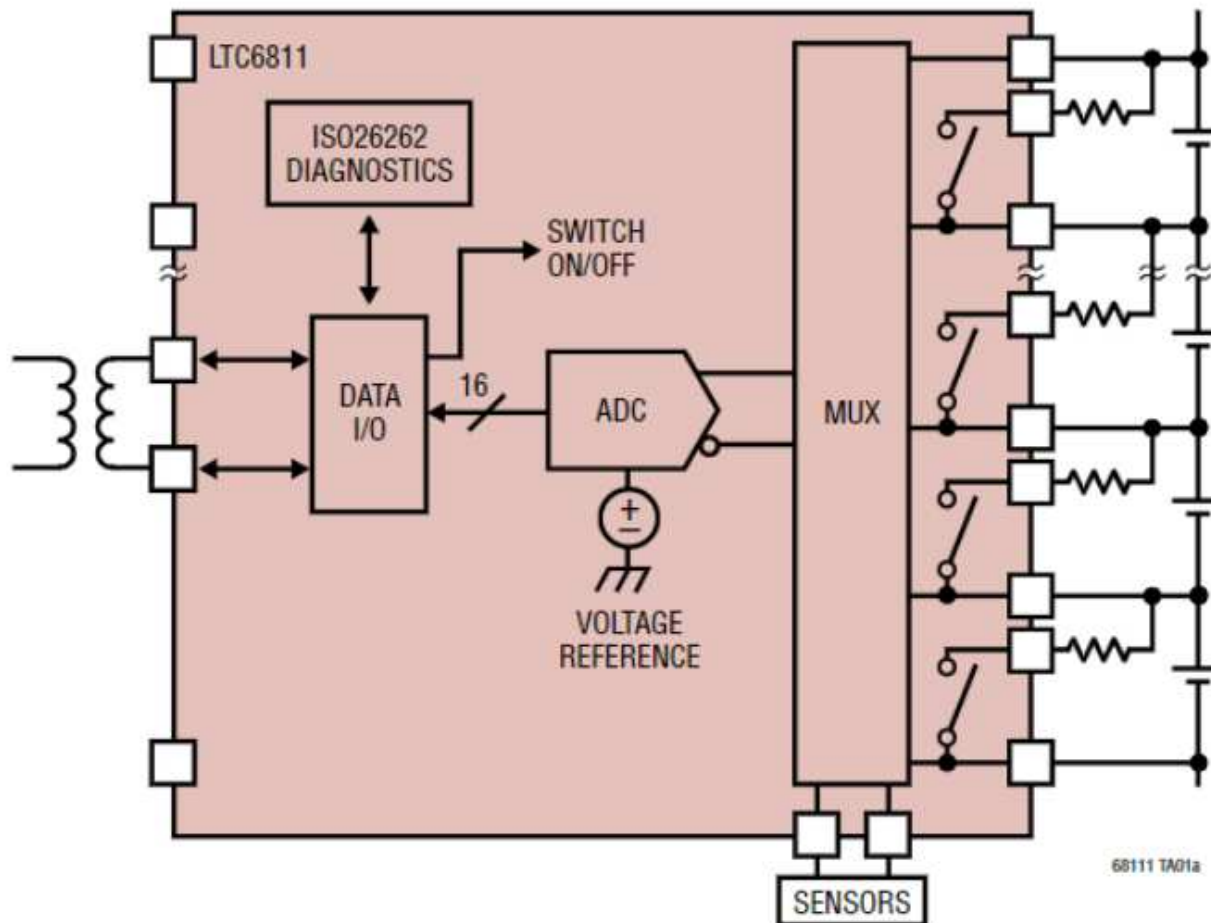 LTC6811
ISO26262
DIAGNOSTICS
SWITCH
ON/OFF
DATA
I/O
16
ADC
MUX
+
−
VOLTAGE
REFERENCE
SENSORS
68111 TA01a